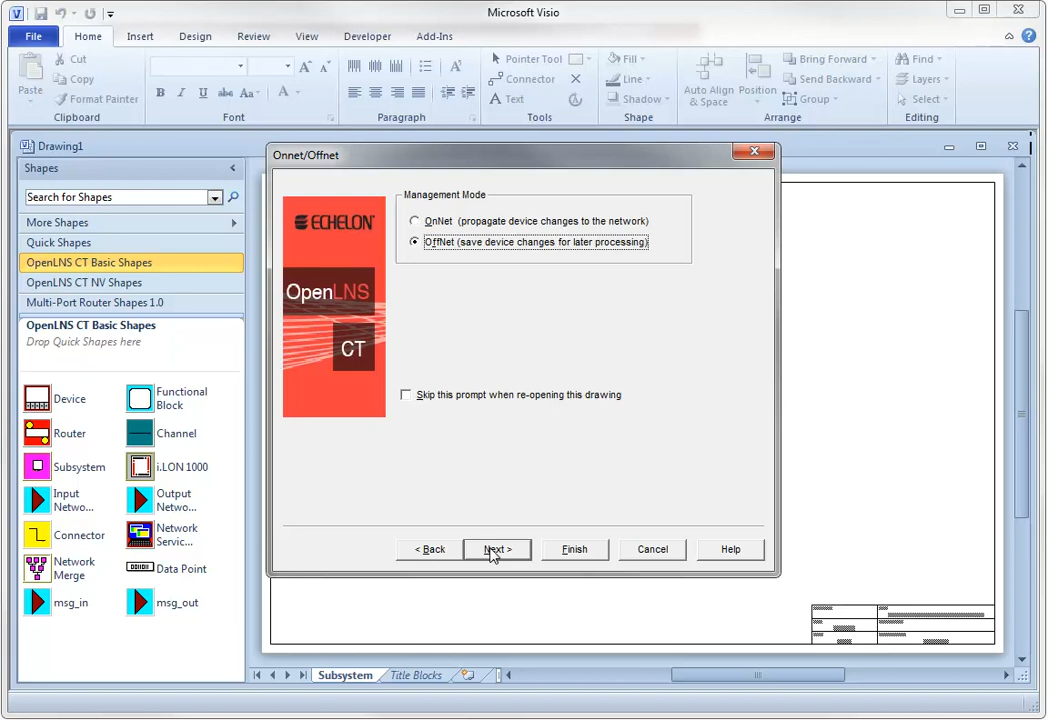 Microsoft Visio
File Home Insert Design Review View Developer Add-Ins
Paste
Cut
Copy
Format Painter
Clipboard
B I U abc Aa A
Font
Paragraph
Pointer Tool
Connector
A Text
Tools
Fill
Line
Shadow
Shape
Auto Align & Space
Position
Bring Forward
Send Backward
Group
Arrange
Find
Layers
Select
Editing
Drawing1
Shapes
Search for Shapes
More Shapes
Quick Shapes
OpenLNS CT Basic Shapes
OpenLNS CT NV Shapes
Multi-Port Router Shapes 1.0
OpenLNS CT Basic Shapes
Drop Quick Shapes here
Device
Functional Block
Router
Channel
Subsystem
i.LON 1000
Input Netwo...
Output Netwo...
Connector
Network Servic...
Network Merge
Data Point
msg_in
msg_out
Onnet/Offnet
ECHELON
OpenLNS
CT
Management Mode
OnNet (propagate device changes to the network)
OffNet (save device changes for later processing)
Skip this prompt when re-opening this drawing
< Back
Next >
Finish
Cancel
Help
Subsystem
Title Blocks